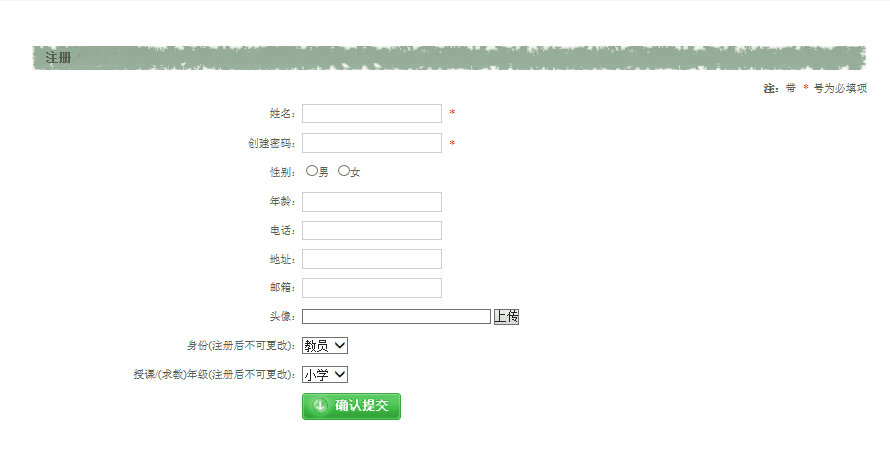 注册
注：带 * 号为必填项
姓名： *
创建密码： *
性别： 男 女
年龄：
电话：
地址：
邮箱：
头像： 上传
身份(注册后不可更改)： 教员
授课/(求教)年级(注册后不可更改)： 小学
确认提交